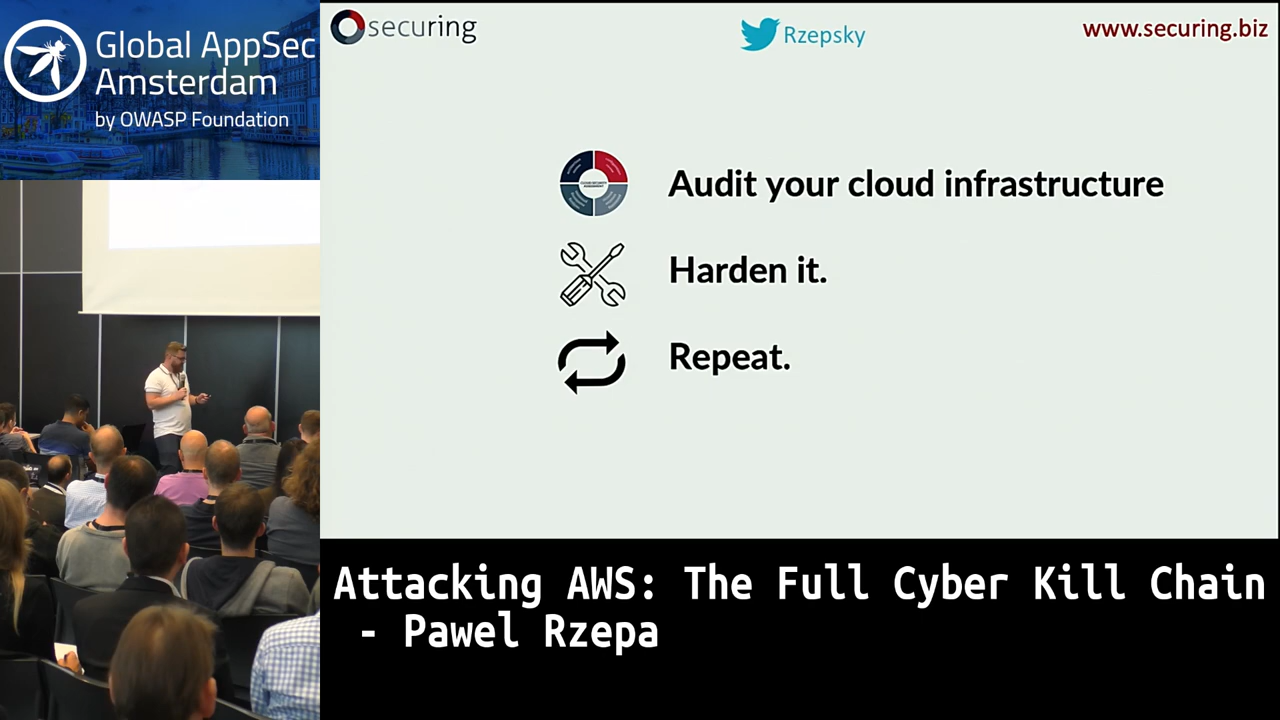 Global AppSec
Amsterdam
by OWASP Foundation
securing
Rzepsky
www.securing.biz
Audit your cloud infrastructure
Harden it.
Repeat.
Attacking AWS: The Full Cyber Kill Chain
- Pawel Rzepa